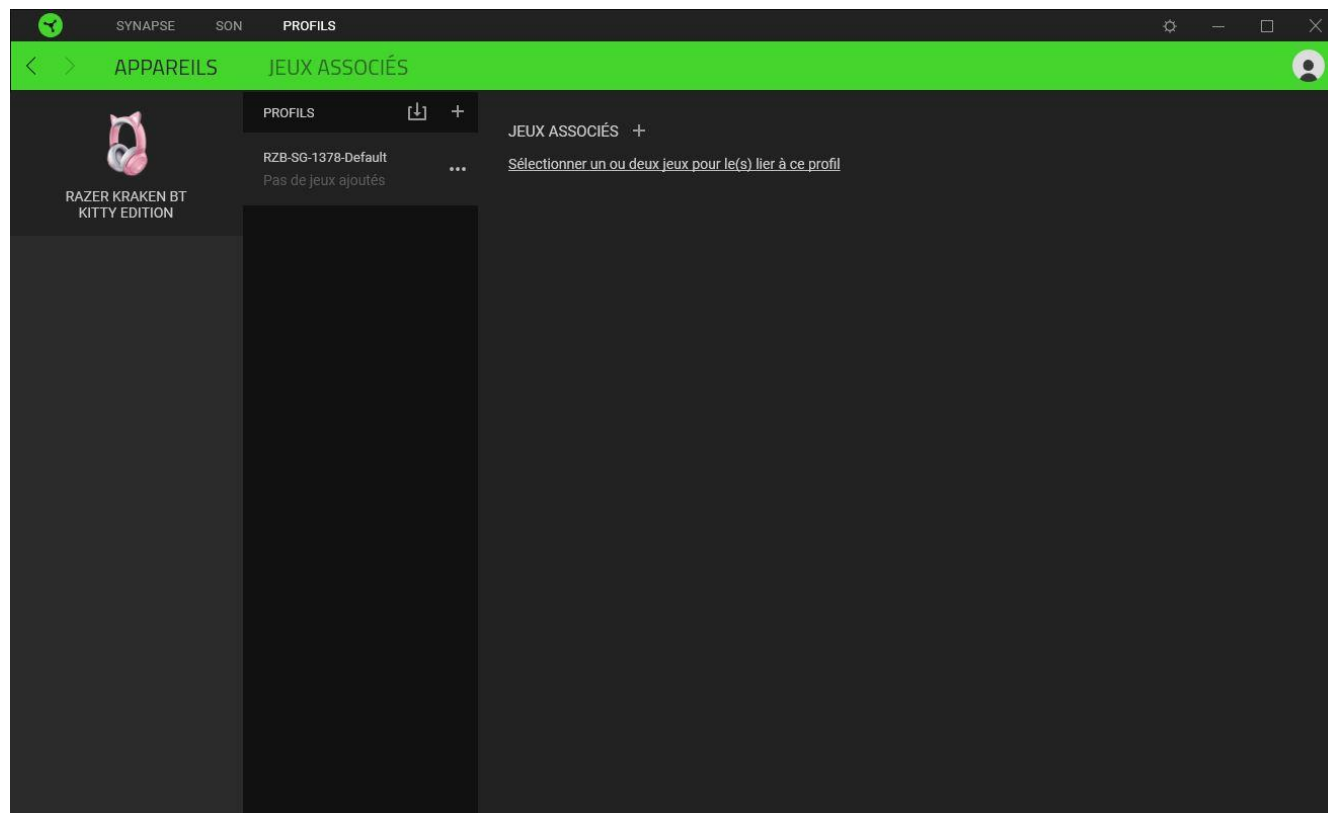 SYNAPSE SON PROFILS
APPAREILS JEUX ASSOCIÉS
RAZER KRAKEN BT
KITTY EDITION
PROFILS
RZB-SG-1378-Default
Pas de jeux ajoutés
JEUX ASSOCIÉS +
Sélectionner un ou deux jeux pour le(s) lier à ce profil